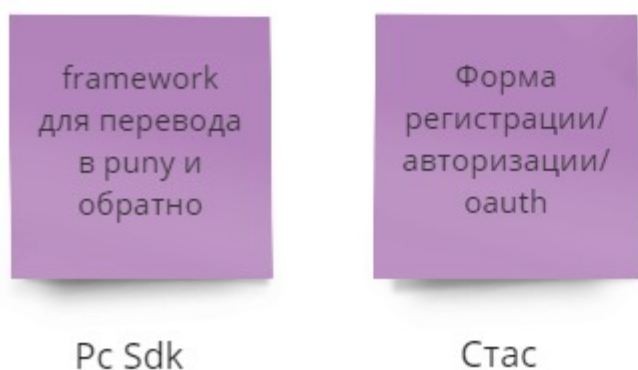 framework
для перевода
в puny и
обратно
Форма
регистрации/
авторизации/
oauth
Pc Sdk
Стас